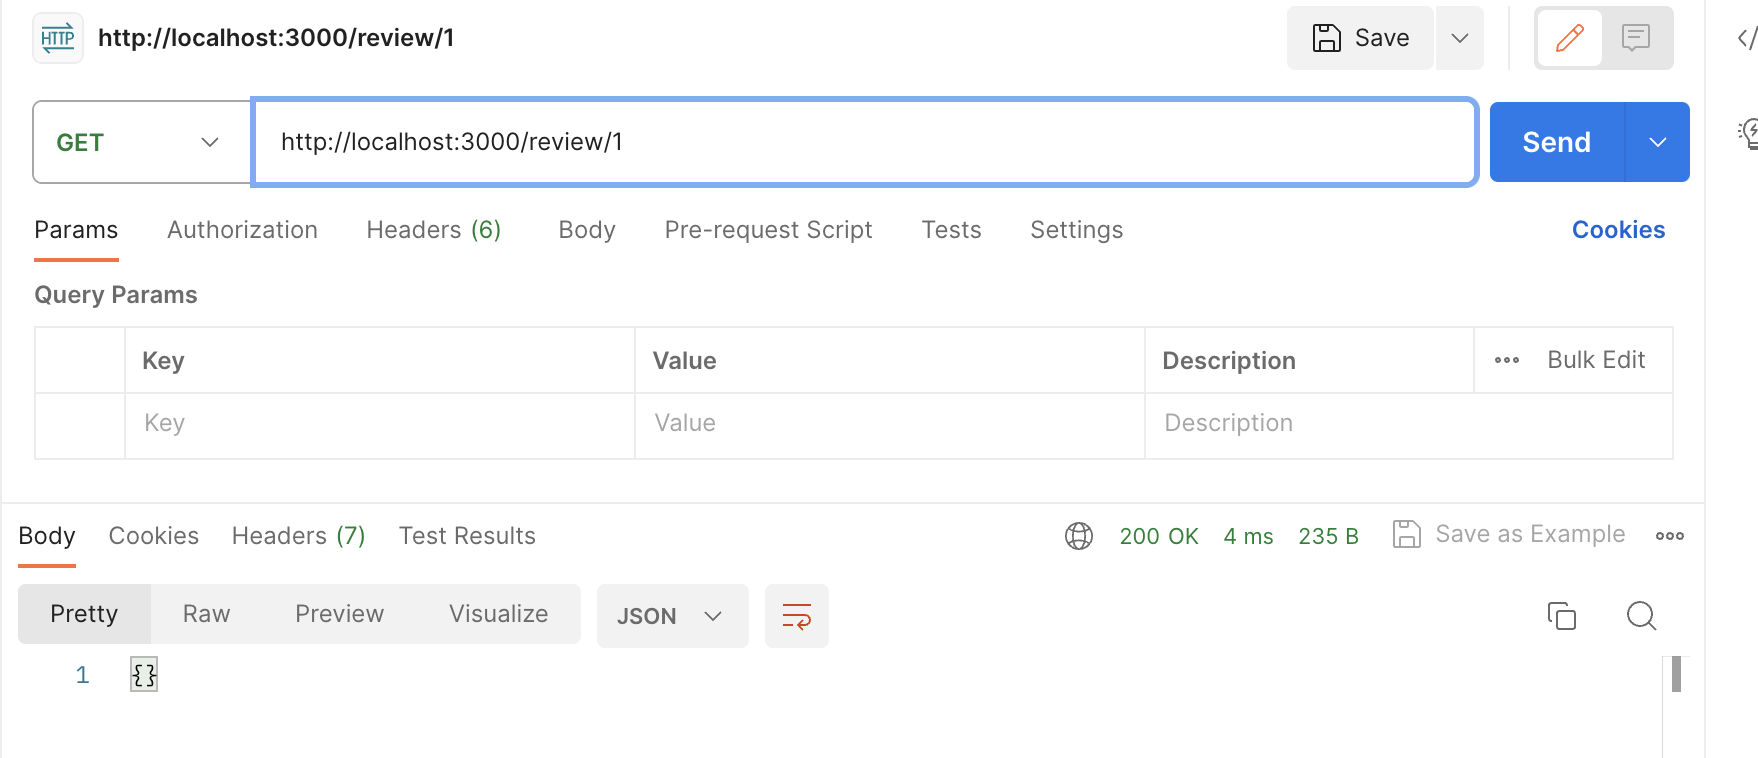 HTTP http://localhost:3000/review/1 Save
GET http://localhost:3000/review/1 Send
Params Authorization Headers (6) Body Pre-request Script Tests Settings Cookies
Query Params
Key Value Description Bulk Edit
Key Value Description
Body Cookies Headers (7) Test Results 200 OK 4 ms 235 B Save as Example
Pretty Raw Preview Visualize JSON
1 {}